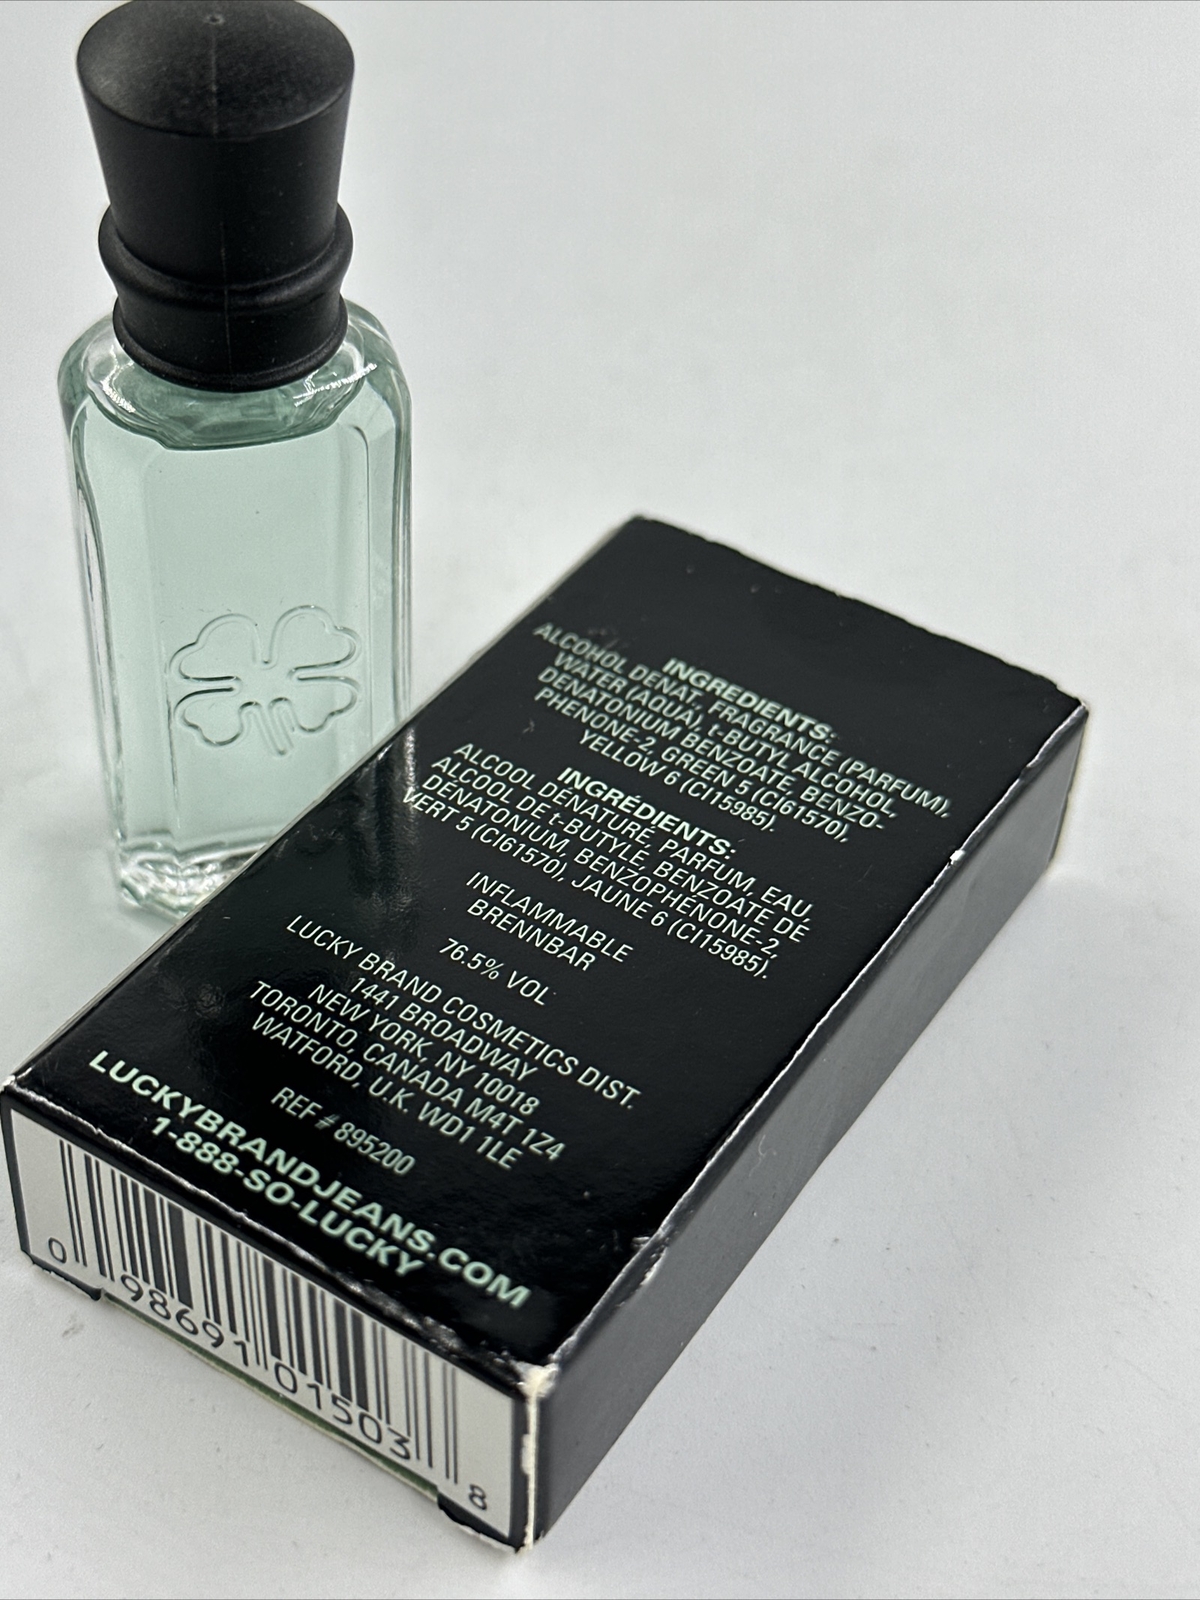 INGREDIENTS:
ALCOHOL DENAT, FRAGRANCE (PARFUM),
WATER (AQUA), t-BUTYL ALCOHOL,
DENATONIUM BENZOATE, BENZO-
PHENONE-2, GREEN 5 (CI61570),
YELLOW 6 (CI15985).
INGRÉDIENTS:
ALCOOL DÉNATURÉ, PARFUM, EAU,
ALCOOL DE t-BUTYLE, BENZOATE DE
DENATONIUM, BENZOPHÉNONE-2,
VERT 5 (CI61570), JAUNE 6 (CI15985).
INFLAMMABLE
BRENNBAR
76.5% VOL
LUCKY BRAND COSMETICS DIST.
1441 BROADWAY
NEW YORK, NY 10018
TORONTO, CANADA M4T 1Z4
WATFORD, U.K. WD1 1LE
REF # 895200
LUCKYBRANDJEANS.COM
1-888-SO-LUCKY
0 98691 01503 8